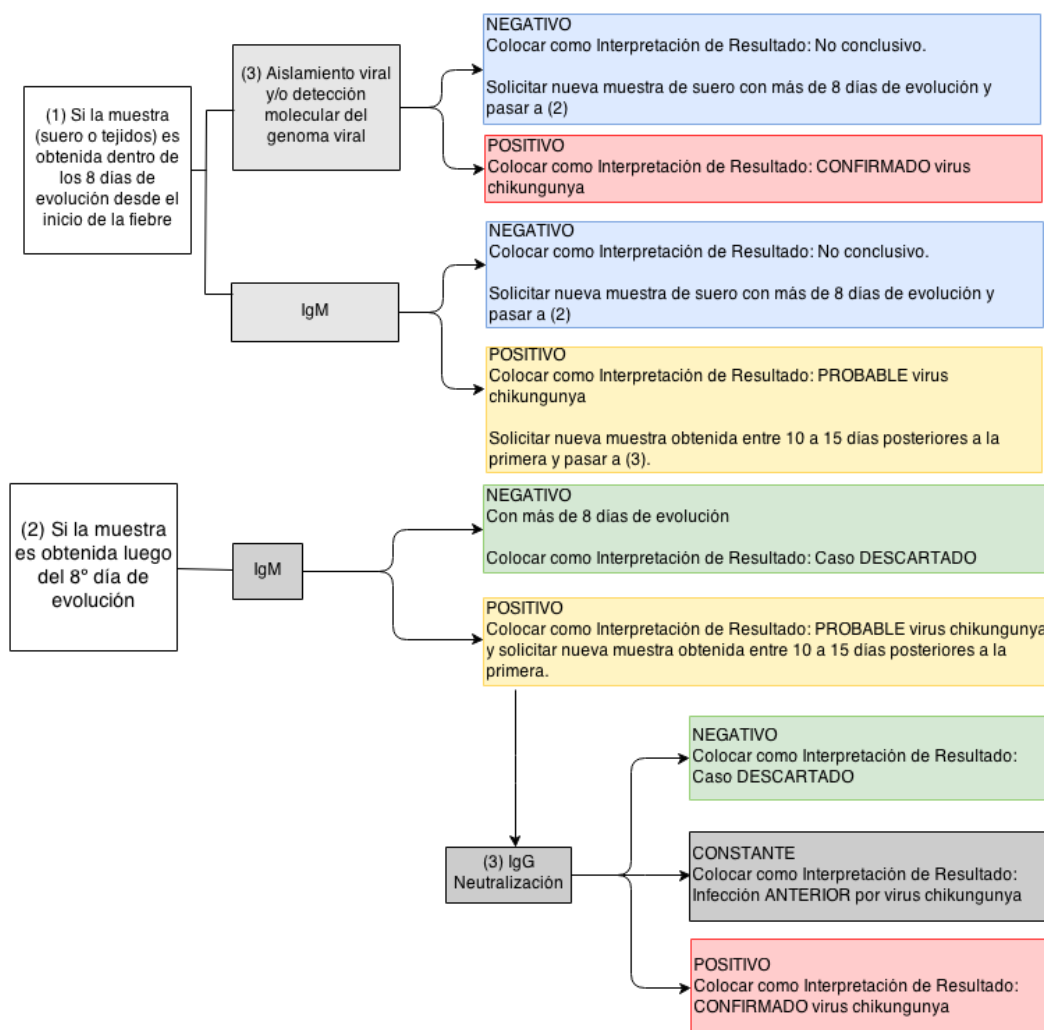 (1) Si la muestra
(suero o tejidos) es
obtenida dentro de
los 8 días de
evolución desde el
inicio de la fiebre
(3) Aislamiento viral
y/o detección
molecular del
genoma viral
NEGATIVO
Colocar como Interpretación de Resultado: No conclusivo.
Solicitar nueva muestra de suero con más de 8 días de evolución y
pasar a (2)
POSITIVO
Colocar como Interpretación de Resultado: CONFIRMADO virus
chikungunya
IgM
NEGATIVO
Colocar como Interpretación de Resultado: No conclusivo.
Solicitar nueva muestra de suero con más de 8 días de evolución y
pasar a (2)
POSITIVO
Colocar como Interpretación de Resultado: PROBABLE virus
chikungunya
Solicitar nueva muestra obtenida entre 10 a 15 días posteriores a la
primera y pasar a (3).
(2) Si la muestra
es obtenida luego
del 8° día de
evolución
IgM
NEGATIVO
Con más de 8 días de evolución
Colocar como Interpretación de Resultado: Caso DESCARTADO
POSITIVO
Colocar como Interpretación de Resultado: PROBABLE virus chikungunya
y solicitar nueva muestra obtenida entre 10 a 15 días posteriores a la
primera.
(3) IgG
Neutralización
NEGATIVO
Colocar como Interpretación de Resultado:
Caso DESCARTADO
CONSTANTE
Colocar como Interpretación de Resultado:
Infección ANTERIOR por virus chikungunya
POSITIVO
Colocar como Interpretación de Resultado:
CONFIRMADO virus chikungunya